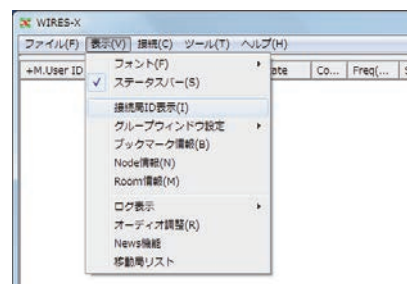 WIRES-X
ファイル(F) 表示(V) 接続(C) ツール(T) ヘルプ(H)
+M.User ID ate Co... Freq(... S
フォント(F)
ステータスバー(S)
接続局ID表示(I)
グループウィンドウ設定
ブックマーク情報(B)
Node情報(N)
Room情報(M)
ログ表示
オーディオ調整(R)
News機能
移動局リスト